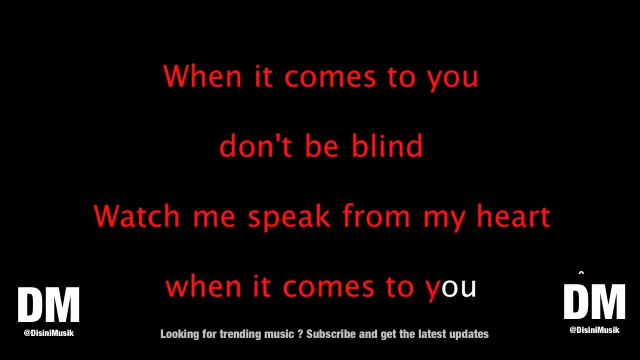 When it comes to you
don't be blind
Watch me speak from my heart
when it comes to you
DM
@DisiniMusik
DM
@DisiniMusik
Looking for trending music ? Subscribe and get the latest updates